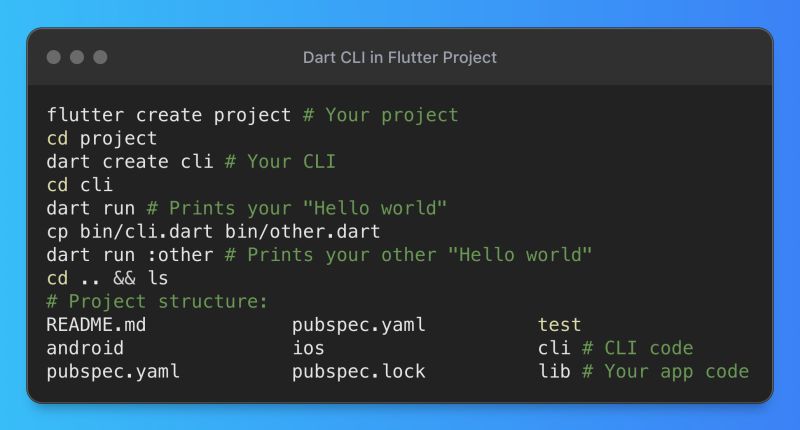 Dart CLI in Flutter Project
flutter create project # Your project
cd project
dart create cli # Your CLI
cd cli
dart run # Prints your "Hello world"
cp bin/cli.dart bin/other.dart
dart run :other # Prints your other "Hello world"
cd .. && ls
# Project structure:
README.md pubspec.yaml test
android ios cli # CLI code
pubspec.yaml pubspec.lock lib # Your app code